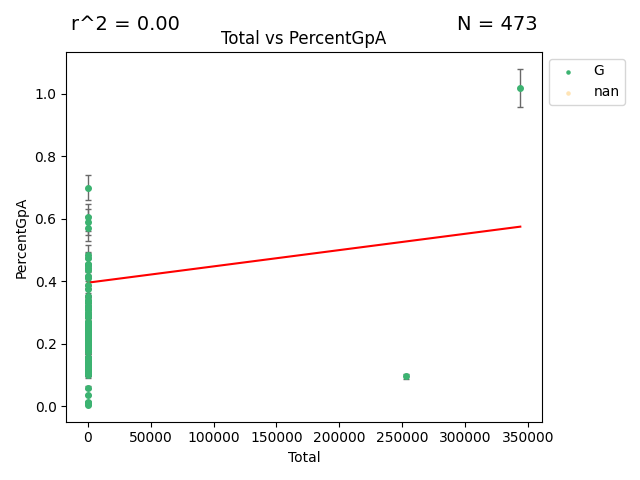 r^2 = 0.00
N = 473
Total vs PercentGpA
G
nan
PercentGpA
1.0
0.8
0.6
0.4
0.2
0.0
0
50000
100000
150000
200000
250000
300000
350000
Total